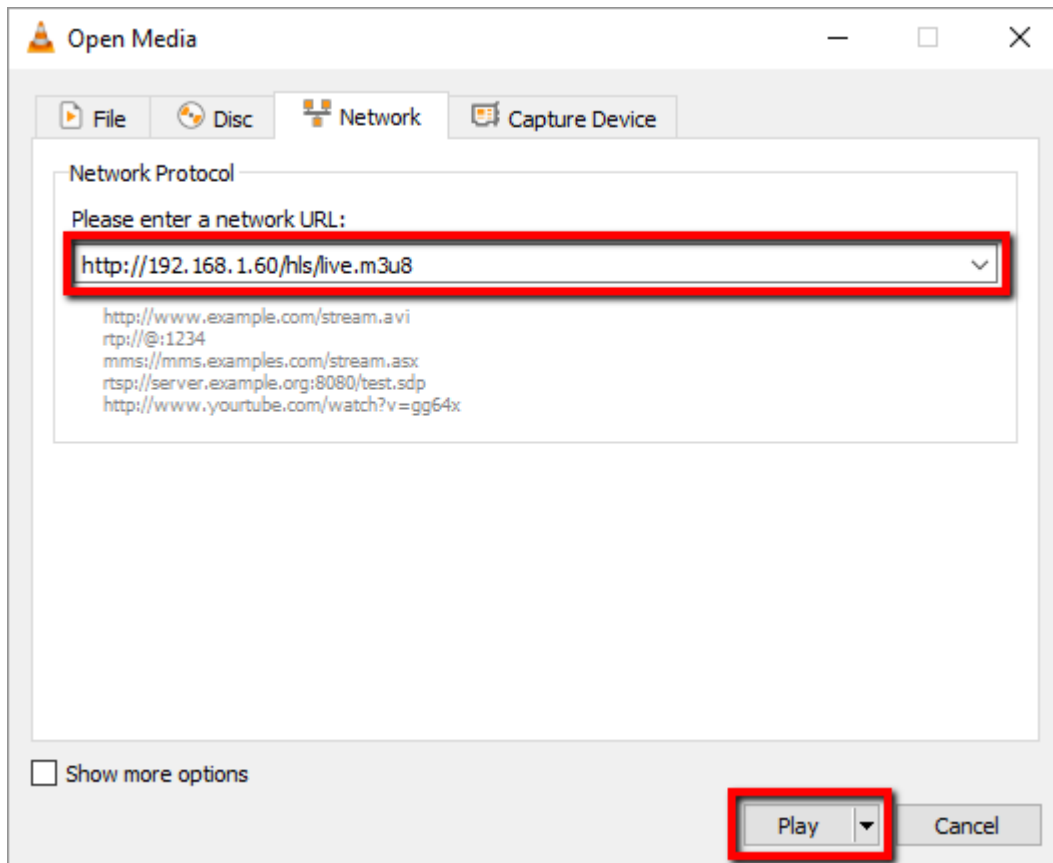 Open Media
File Disc Network Capture Device
Network Protocol
Please enter a network URL:
http://192.168.1.60/hls/live.m3u8
http://www.example.com/stream.avi
rtp://@:1234
mms://mms.examples.com/stream.asx
rtsp://server.example.org:8080/test.sdp
http://www.yourtube.com/watch?v=gg64x
Show more options
Play Cancel